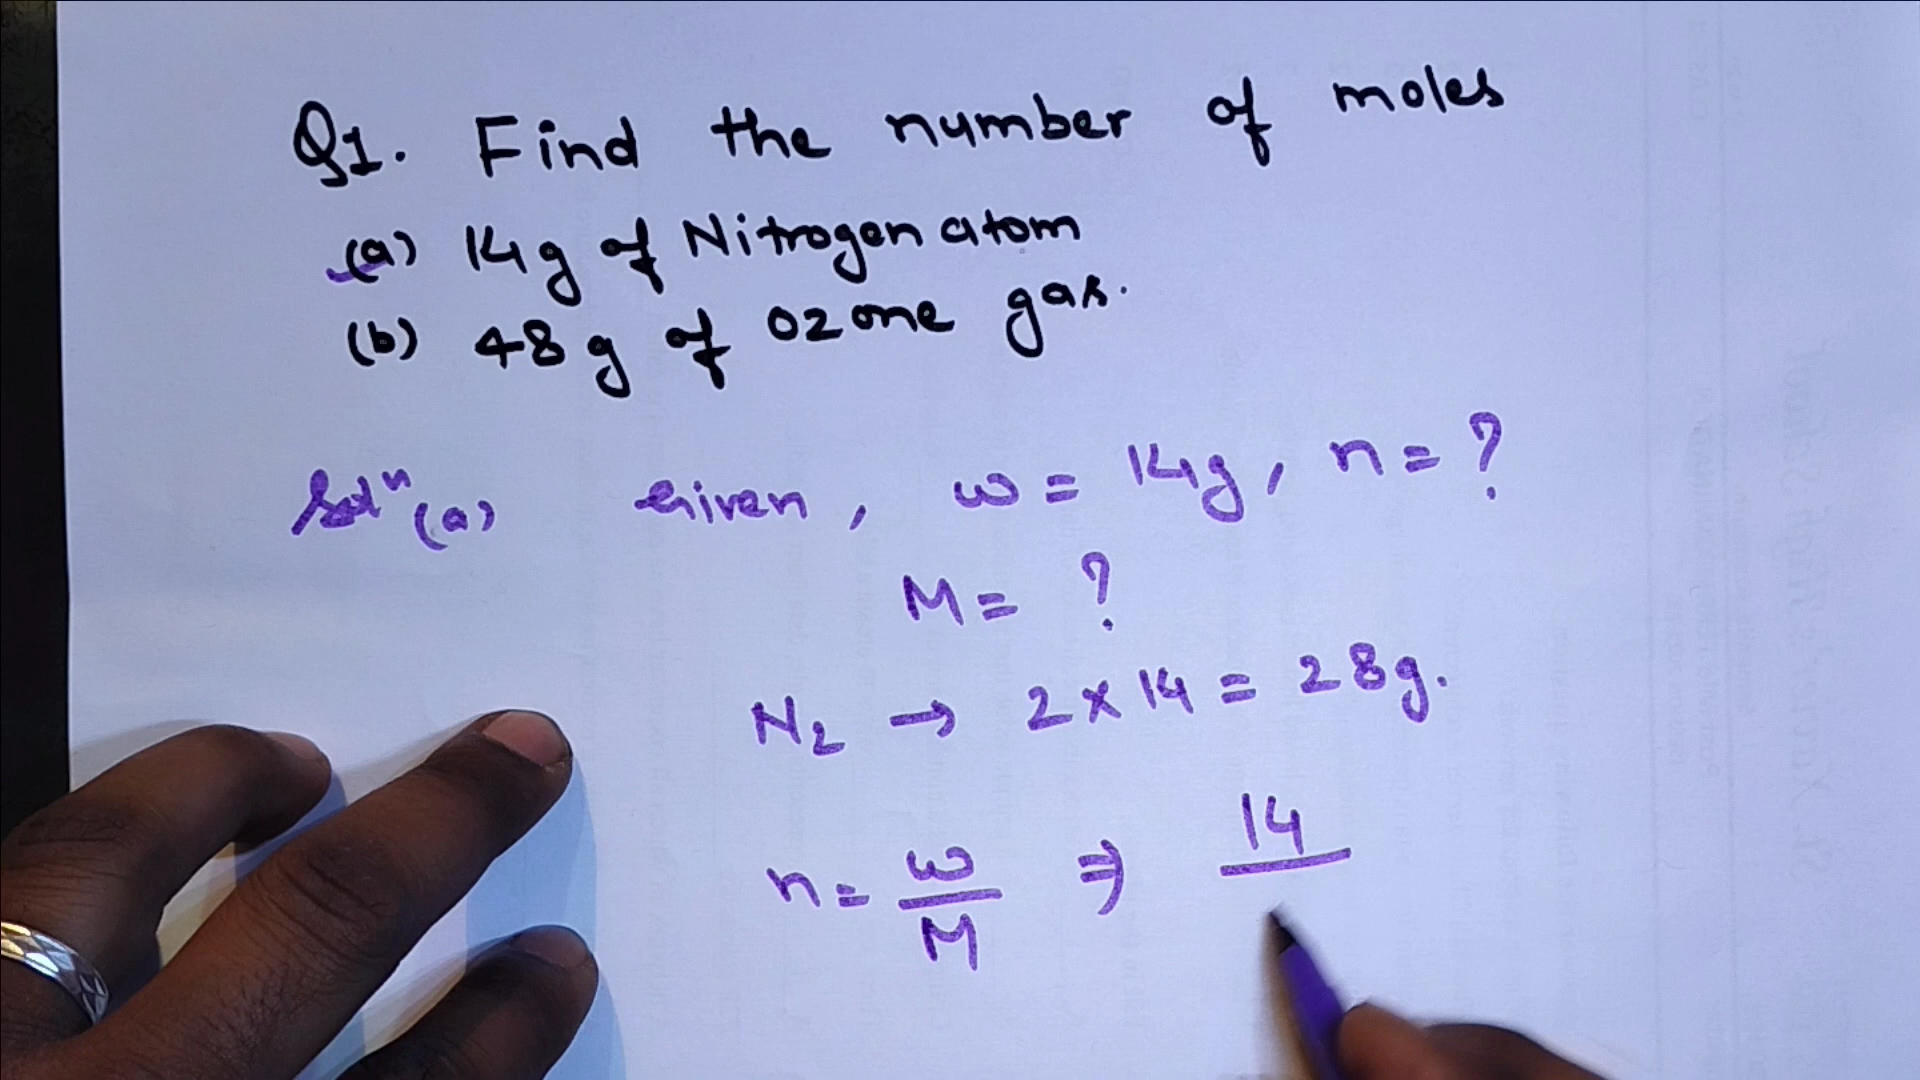 Q1. Find the number of moles
(a) 14g of Nitrogen atom
(b) 48g of Ozone gas.
Solⁿ (a) Given, w = 14g, n = ?
M = ?
N₂ → 2 × 14 = 28g.
n = w/M ⇒ 14